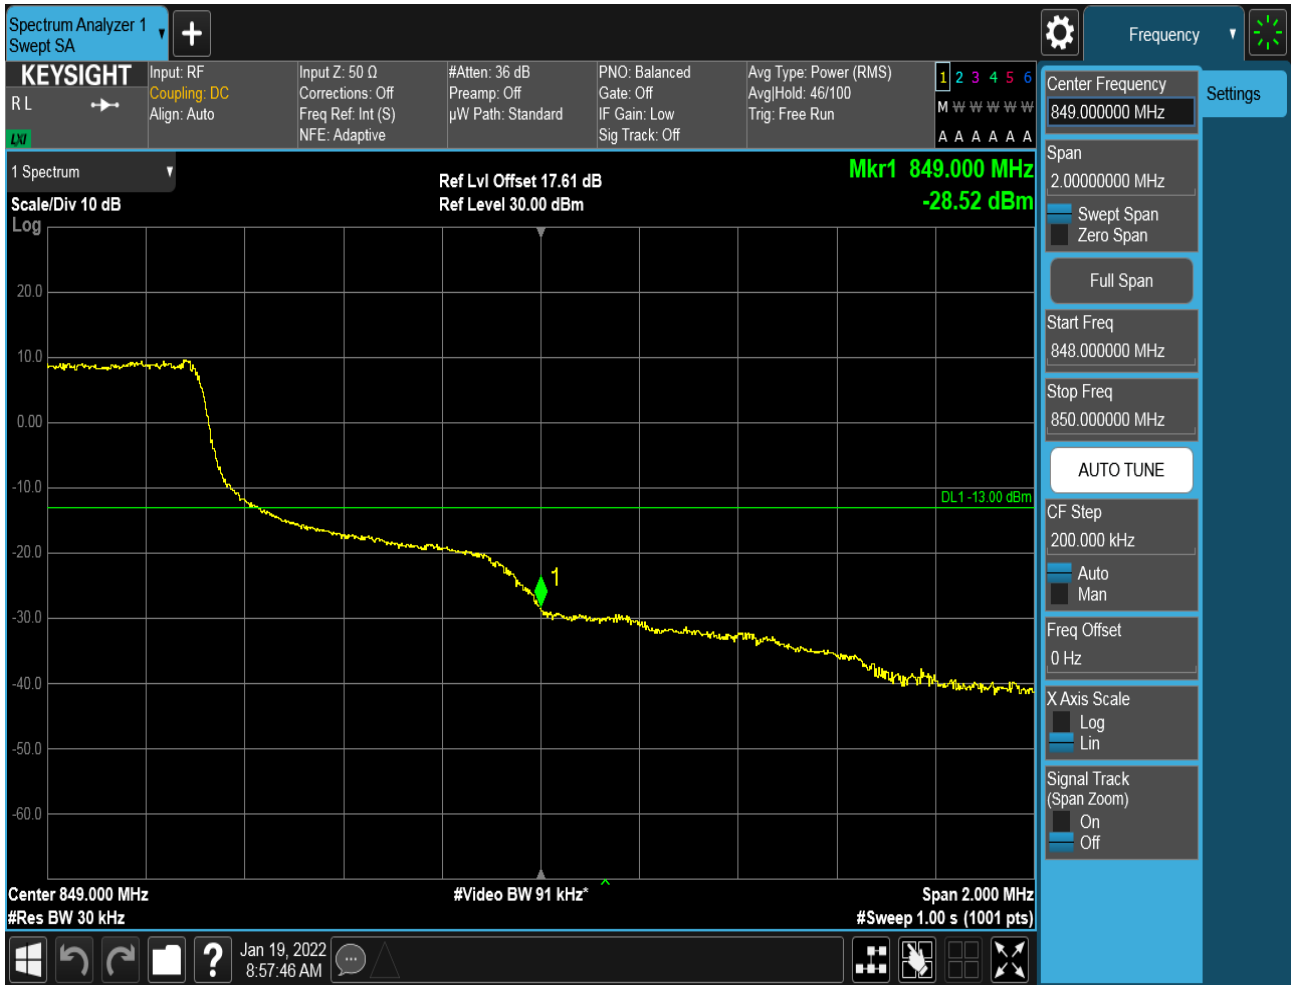 Spectrum Analyzer 1
Swept SA
+
Frequency
KEYSIGHT
R L
LXI
Input: RF
Coupling: DC
Align: Auto
Input Z: 50 Ω
Corrections: Off
Freq Ref: Int (S)
NFE: Adaptive
#Atten: 36 dB
Preamp: Off
µW Path: Standard
PNO: Balanced
Gate: Off
IF Gain: Low
Sig Track: Off
Avg Type: Power (RMS)
Avg|Hold: 46/100
Trig: Free Run
1 2 3 4 5 6
M W W W W W
A A A A A A
1 Spectrum
Scale/Div 10 dB
Log
Ref Lvl Offset 17.61 dB
Ref Level 30.00 dBm
Mkr1 849.000 MHz
-28.52 dBm
20.0
10.0
0.00
-10.0
DL1 -13.00 dBm
-20.0
1
-30.0
-40.0
-50.0
-60.0
Center 849.000 MHz
#Video BW 91 kHz*
Span 2.000 MHz
#Res BW 30 kHz
#Sweep 1.00 s (1001 pts)
?
Jan 19, 2022
8:57:46 AM
Center Frequency
849.000000 MHz
Settings
Span
2.00000000 MHz
Swept Span
Zero Span
Full Span
Start Freq
848.000000 MHz
Stop Freq
850.000000 MHz
AUTO TUNE
CF Step
200.000 kHz
Auto
Man
Freq Offset
0 Hz
X Axis Scale
Log
Lin
Signal Track
(Span Zoom)
On
Off